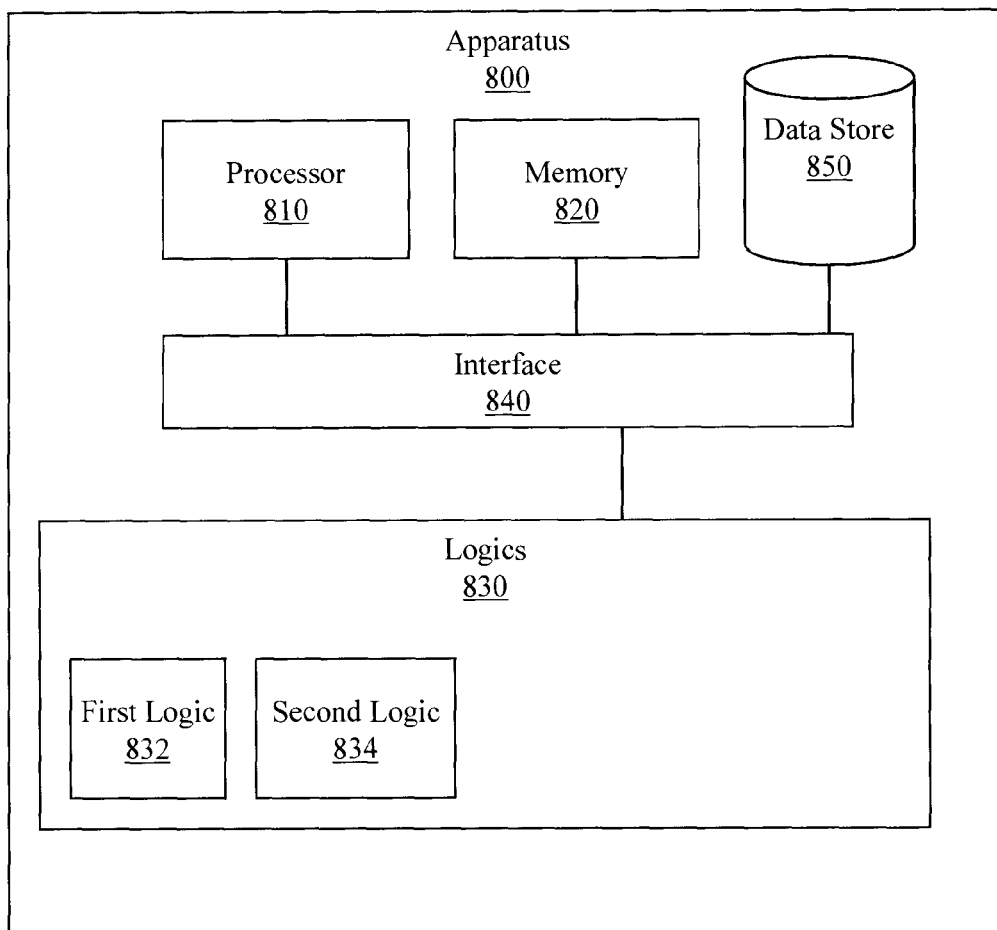 Apparatus
800
Processor
810
Memory
820
Data Store
850
Interface
840
Logics
830
First Logic
832
Second Logic
834